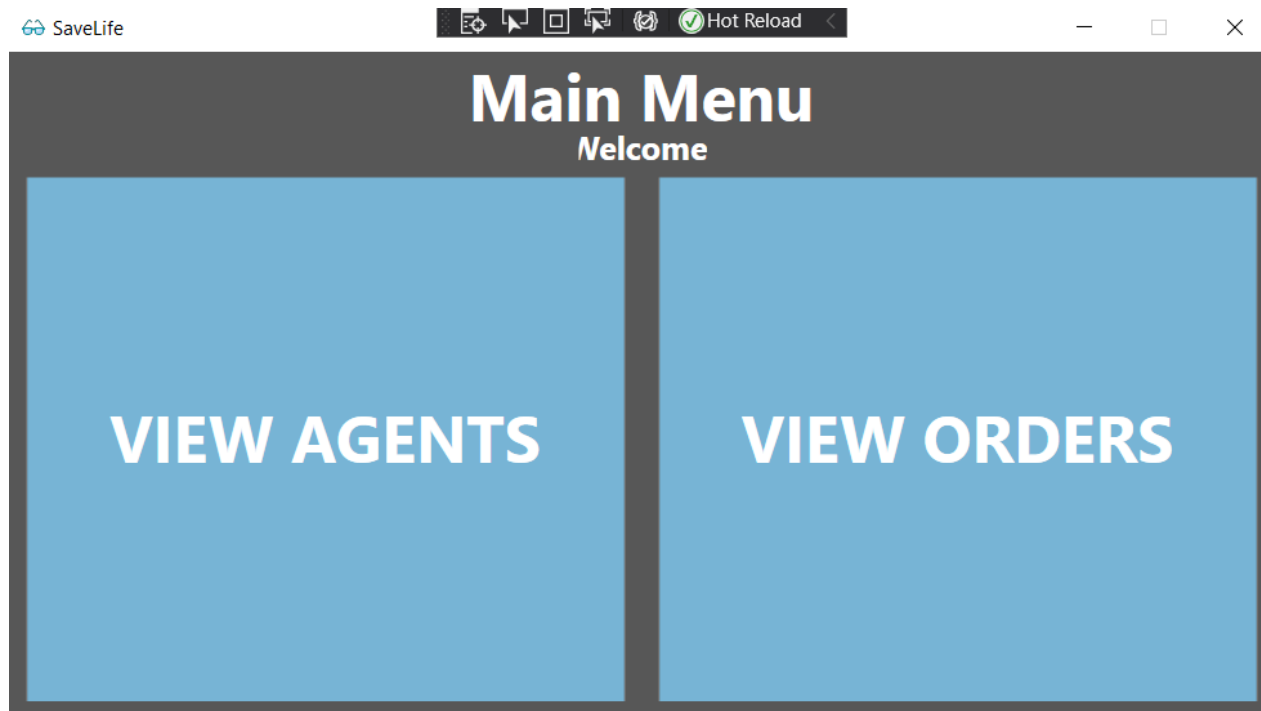 SaveLife
Hot Reload
Main Menu
Welcome
VIEW AGENTS
VIEW ORDERS